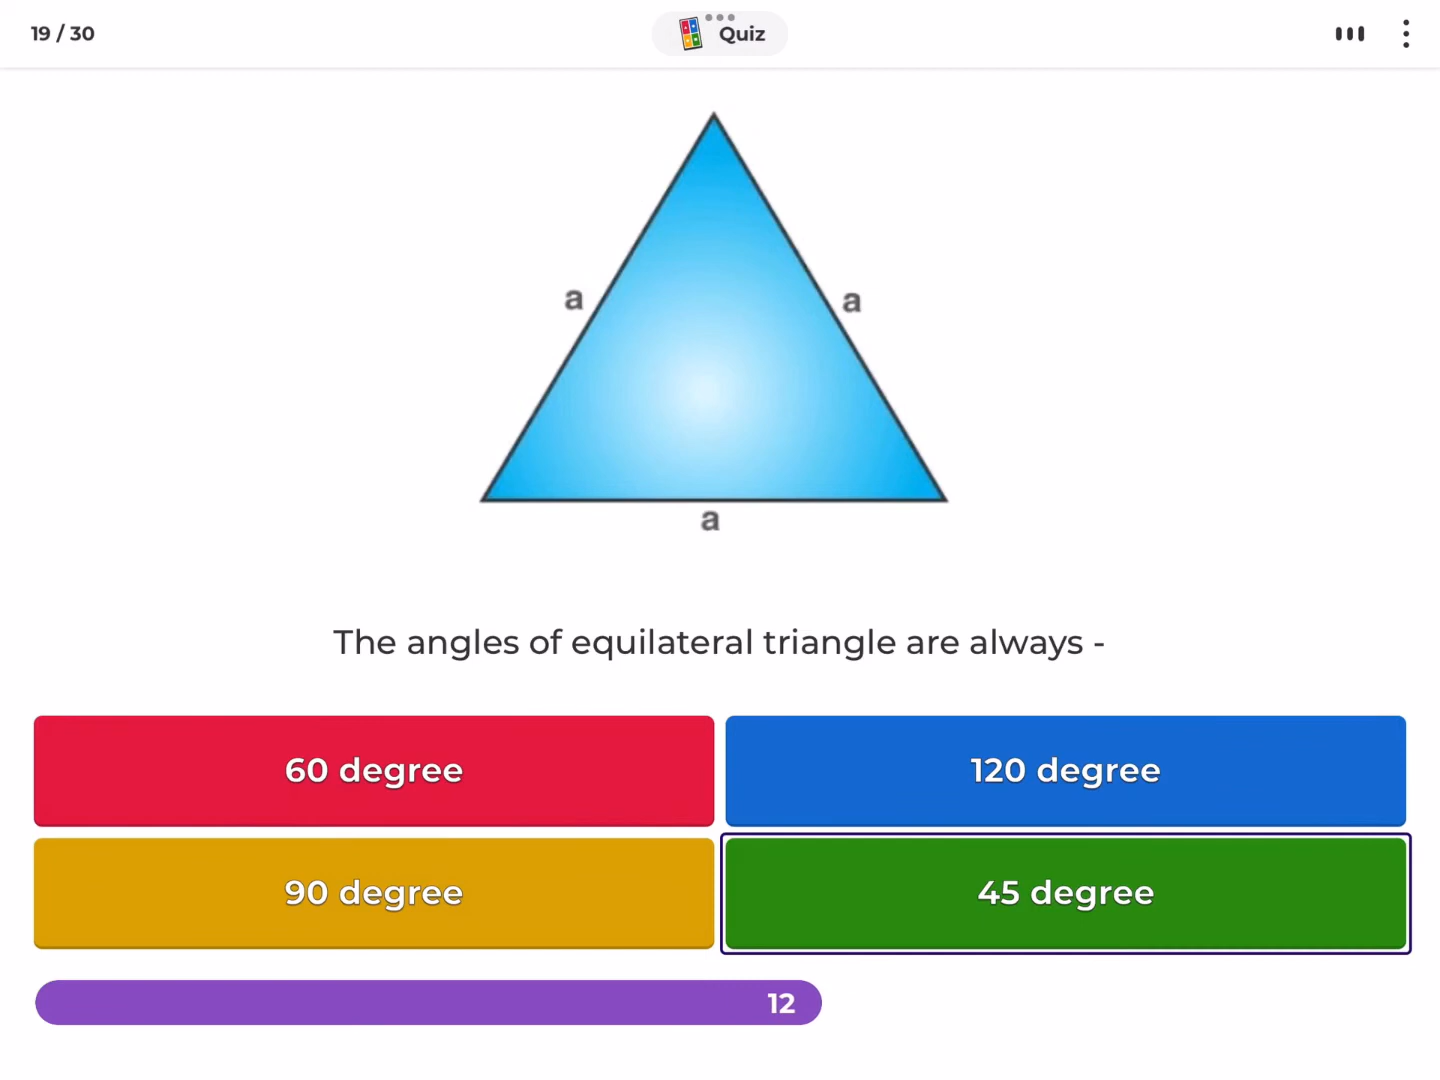 19 / 30
Quiz
a
a
a
The angles of equilateral triangle are always -
60 degree
120 degree
90 degree
45 degree
12